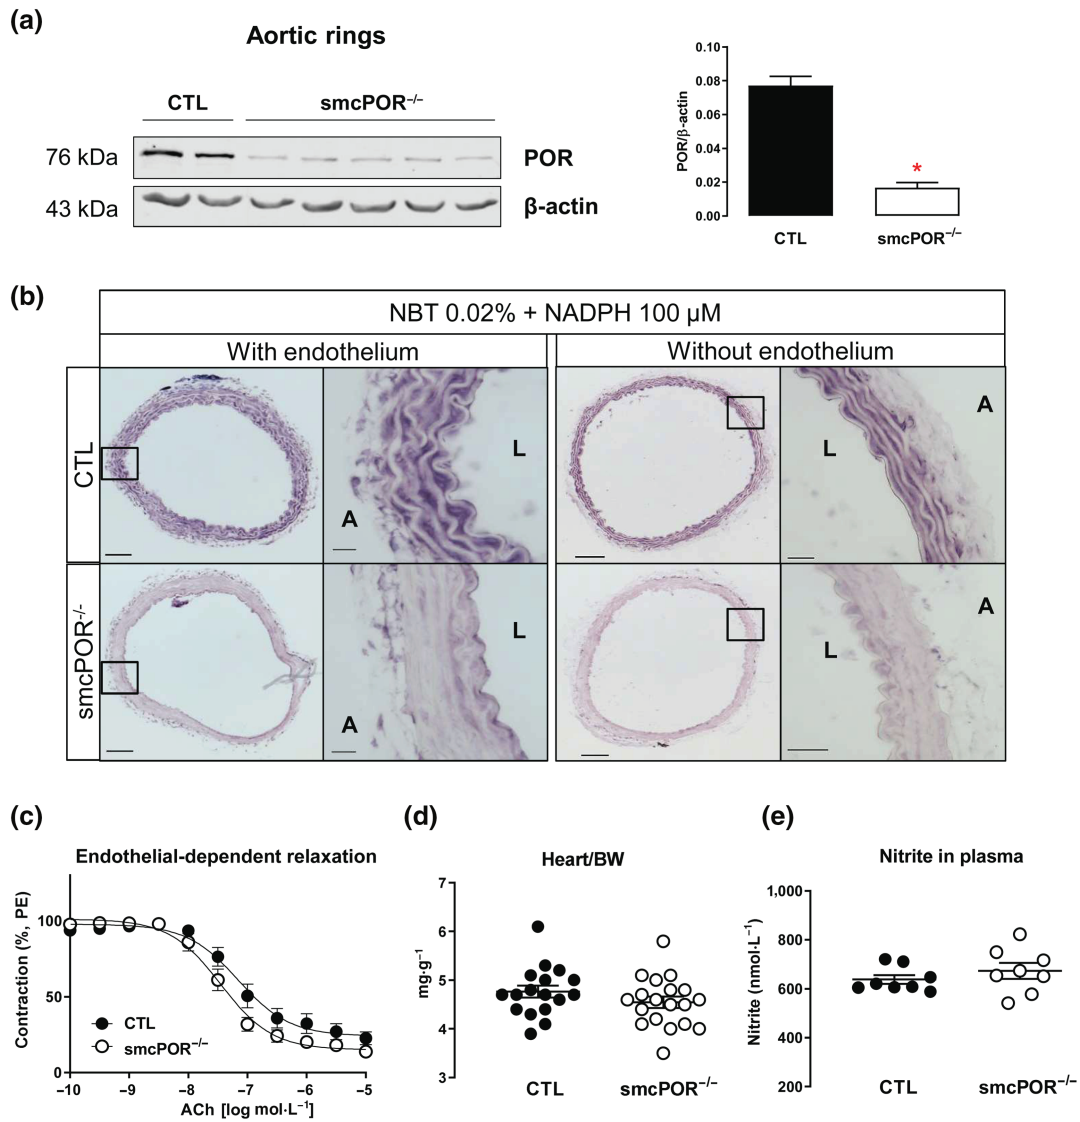 (a)
Aortic rings
CTL smcPOR⁻/⁻
76 kDa POR
43 kDa β-actin
0.10
0.08
0.06
0.04
0.02
0.00
POR/β-actin
*
CTL smcPOR⁻/⁻
(b)
NBT 0.02% + NADPH 100 µM
With endothelium Without endothelium
CTL
L
A
L
A
smcPOR⁻/⁻
L
A
L
A
(c)
Endothelial-dependent relaxation
Contraction (%, PE)
100
50
0
CTL
smcPOR⁻/⁻
−10 −9 −8 −7 −6 −5
ACh [log mol·L⁻¹]
(d)
Heart/BW
mg·g⁻¹
7
6
5
4
3
CTL smcPOR⁻/⁻
(e)
Nitrite in plasma
Nitrite (nmol·L⁻¹)
1,000
800
600
400
200
CTL smcPOR⁻/⁻